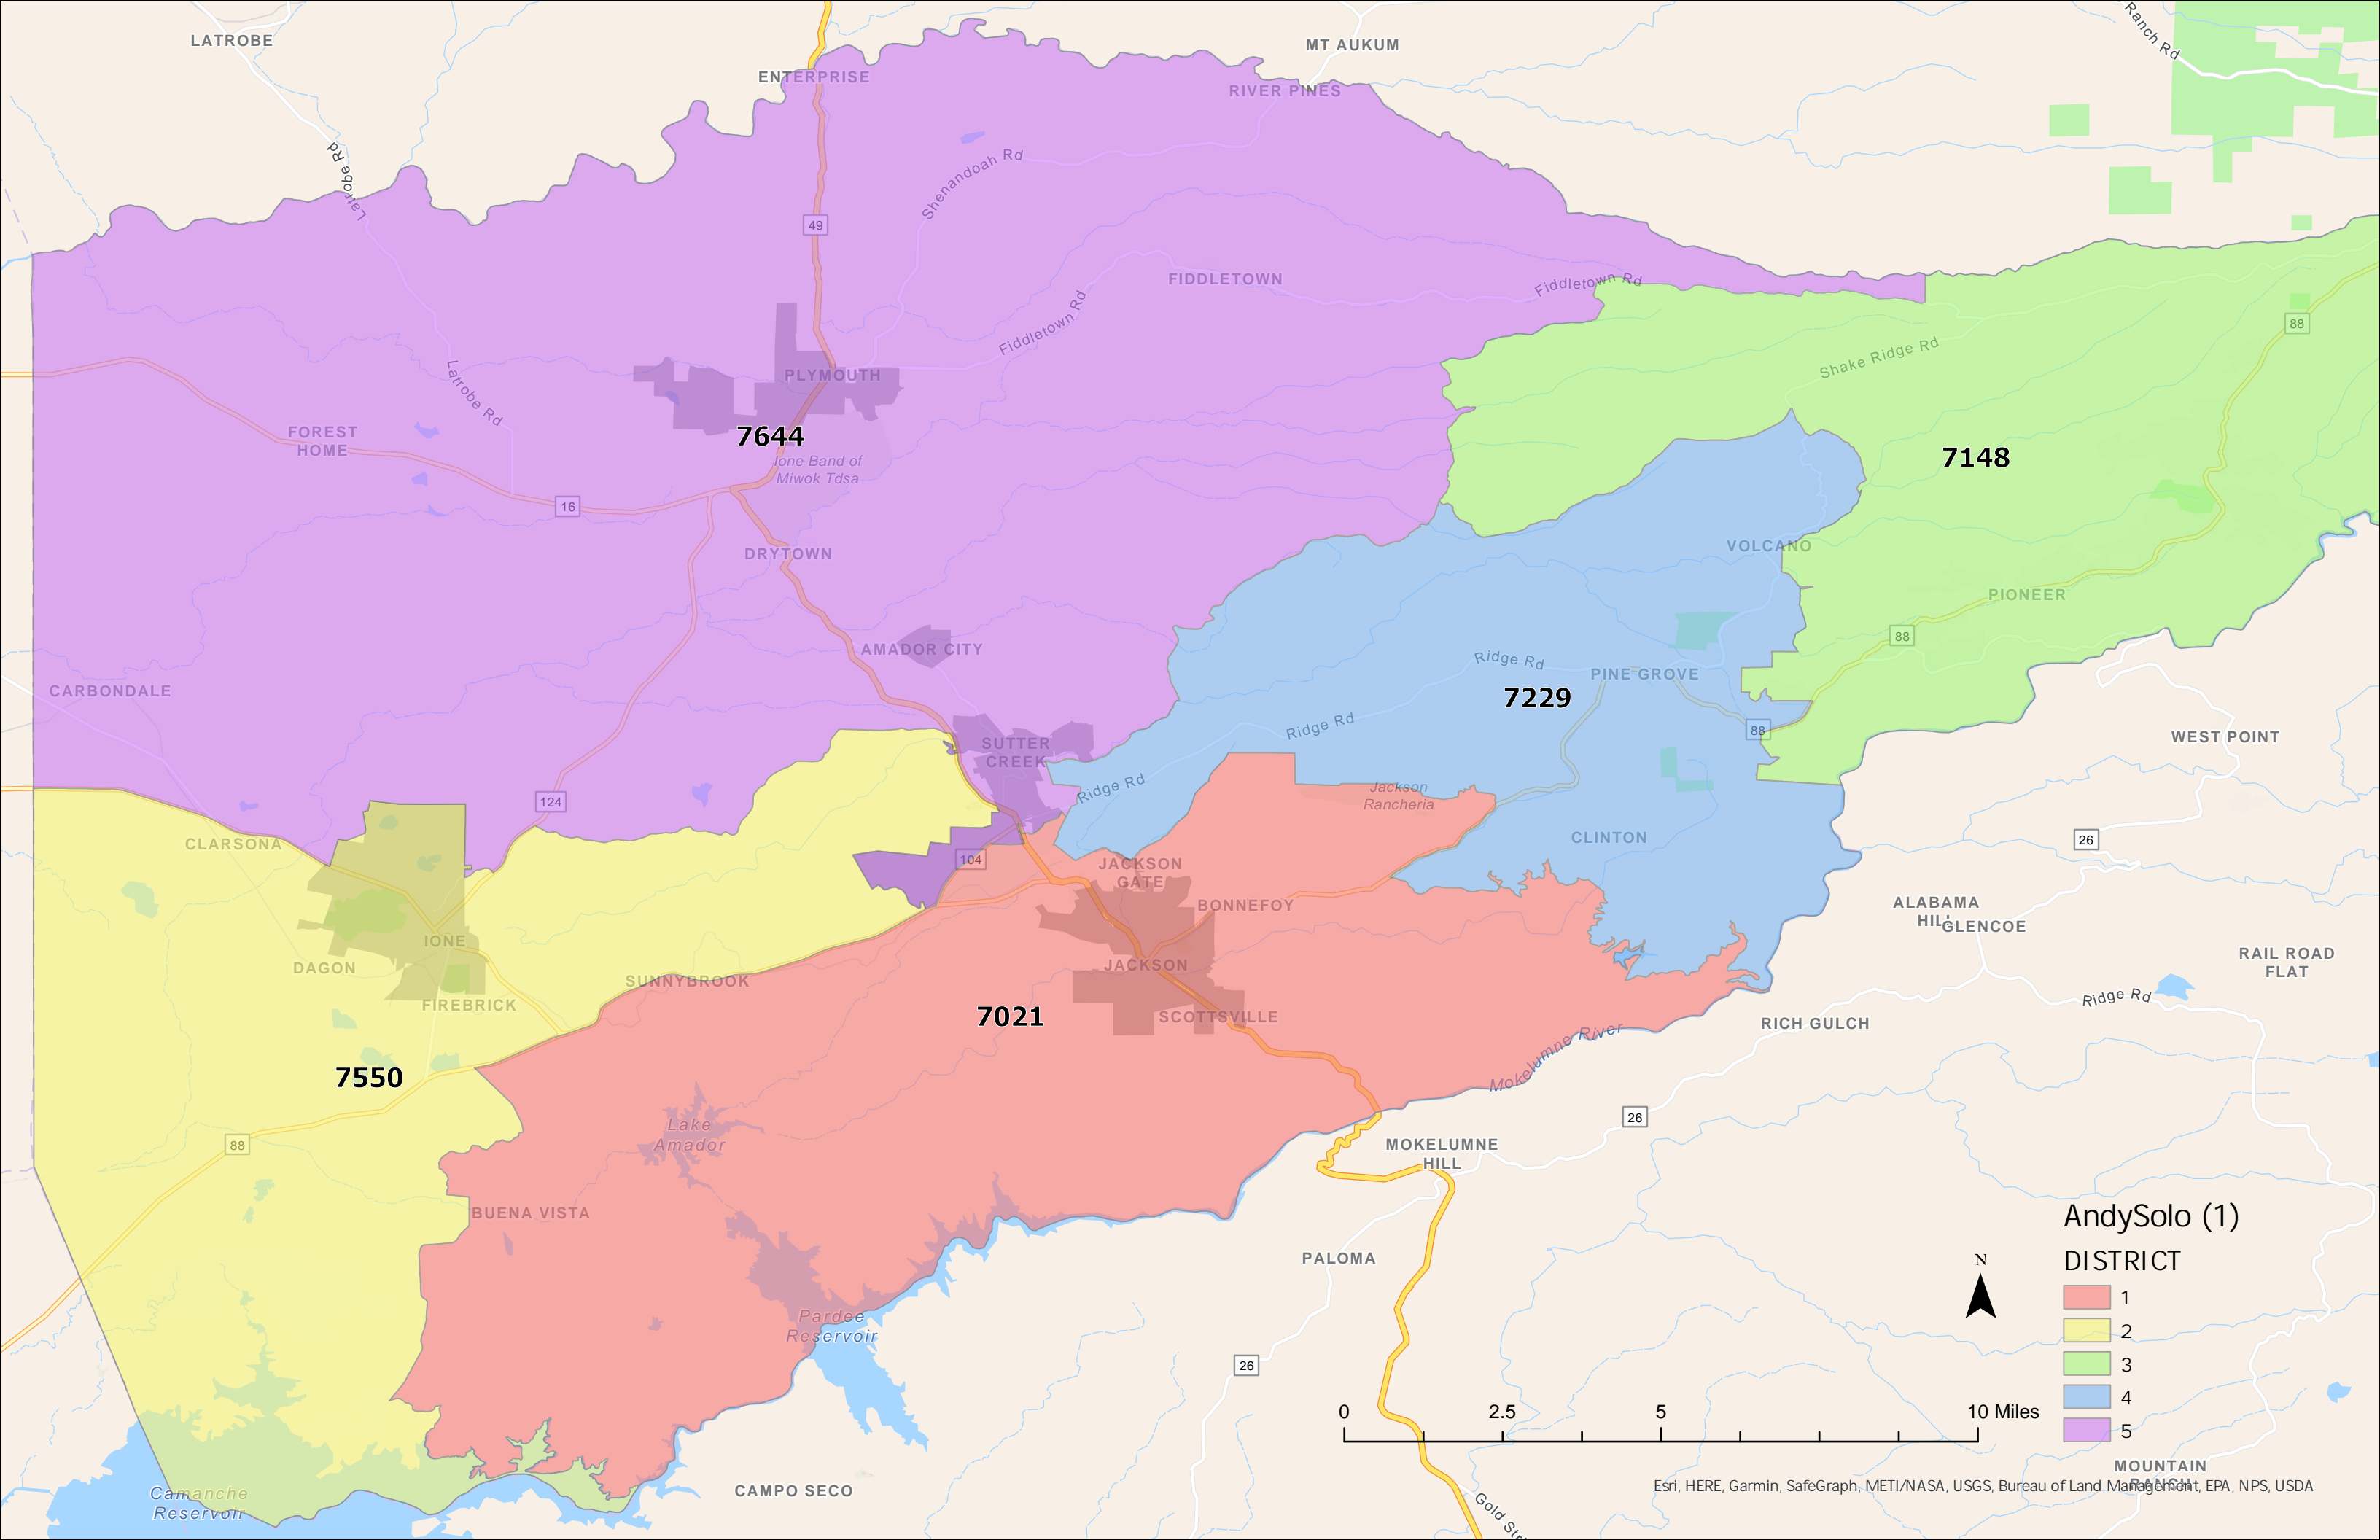 LATROBE
MT AUKUM
Ranch Rd
ENTERPRISE
RIVER PINES
Latrobe Rd
Shenandoah Rd
49
FIDDLETOWN
Fiddletown Rd
Fiddletown Rd
88
Shake Ridge Rd
PLYMOUTH
Latrobe Rd
FOREST
HOME
7644
Ione Band of
Miwok Tdsa
7148
16
DRYTOWN
VOLCANO
PIONEER
88
AMADOR CITY
Ridge Rd
PINE GROVE
CARBONDALE
7229
Ridge Rd
88
WEST POINT
SUTTER
CREEK
Ridge Rd
Jackson
Rancheria
124
CLARSONA
CLINTON
26
104
JACKSON
GATE
BONNEFOY
ALABAMA
HILL
GLENCOE
IONE
DAGON
JACKSON
RAIL ROAD
FLAT
SUNNYBROOK
FIREBRICK
Ridge Rd
7021
SCOTTSVILLE
RICH GULCH
Mokelumne River
7550
26
Lake
Amador
88
MOKELUMNE
HILL
BUENA VISTA
PALOMA
Pardee
Reservoir
26
CAMPO SECO
Camanche
Reservoir
Gold Stri
MOUNTAIN
RANCH
AndySolo (1)
DISTRICT
1
2
3
4
5
N
0 2.5 5 10 Miles
Esri, HERE, Garmin, SafeGraph, METI/NASA, USGS, Bureau of Land Management, EPA, NPS, USDA